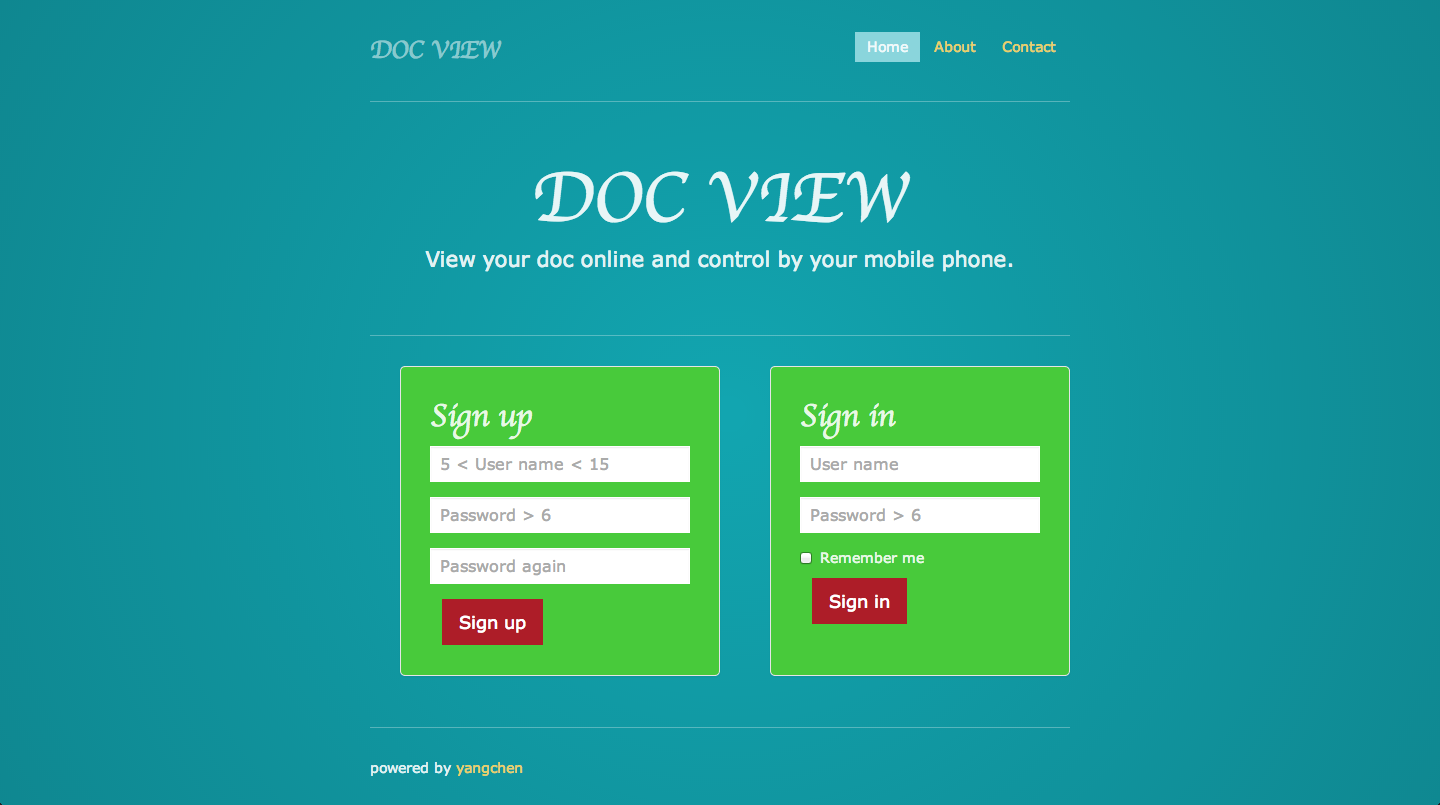 DOC VIEW
Home About Contact
DOC VIEW
View your doc online and control by your mobile phone.
Sign up
5 < User name < 15
Password > 6
Password again
Sign up
Sign in
User name
Password > 6
Remember me
Sign in
powered by yangchen